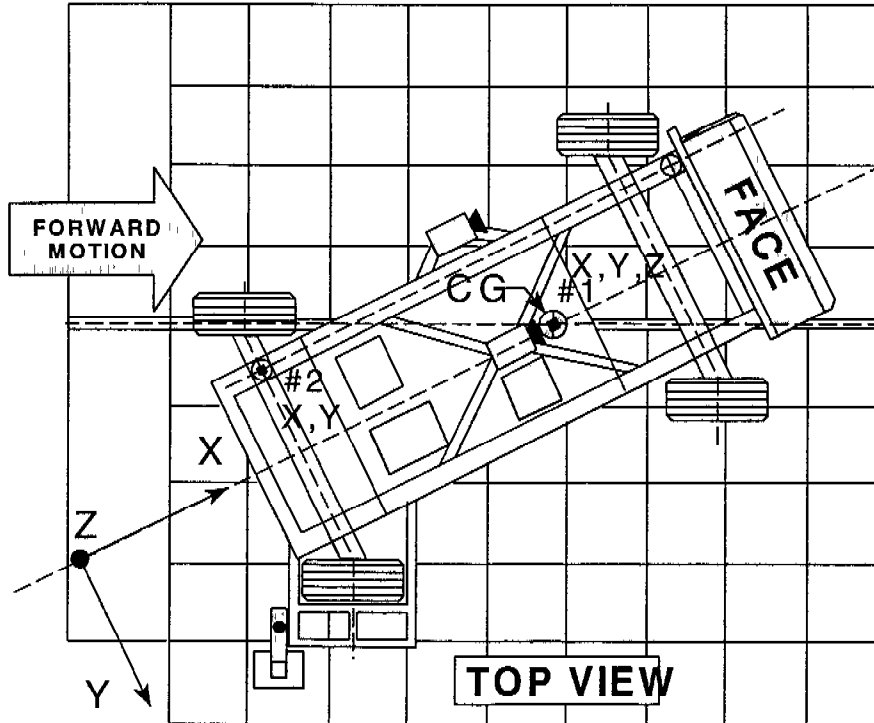 FORWARD
MOTION
FACE
CG
X,Y,Z
#1
#2
X,Y
X
Z
Y
TOP VIEW